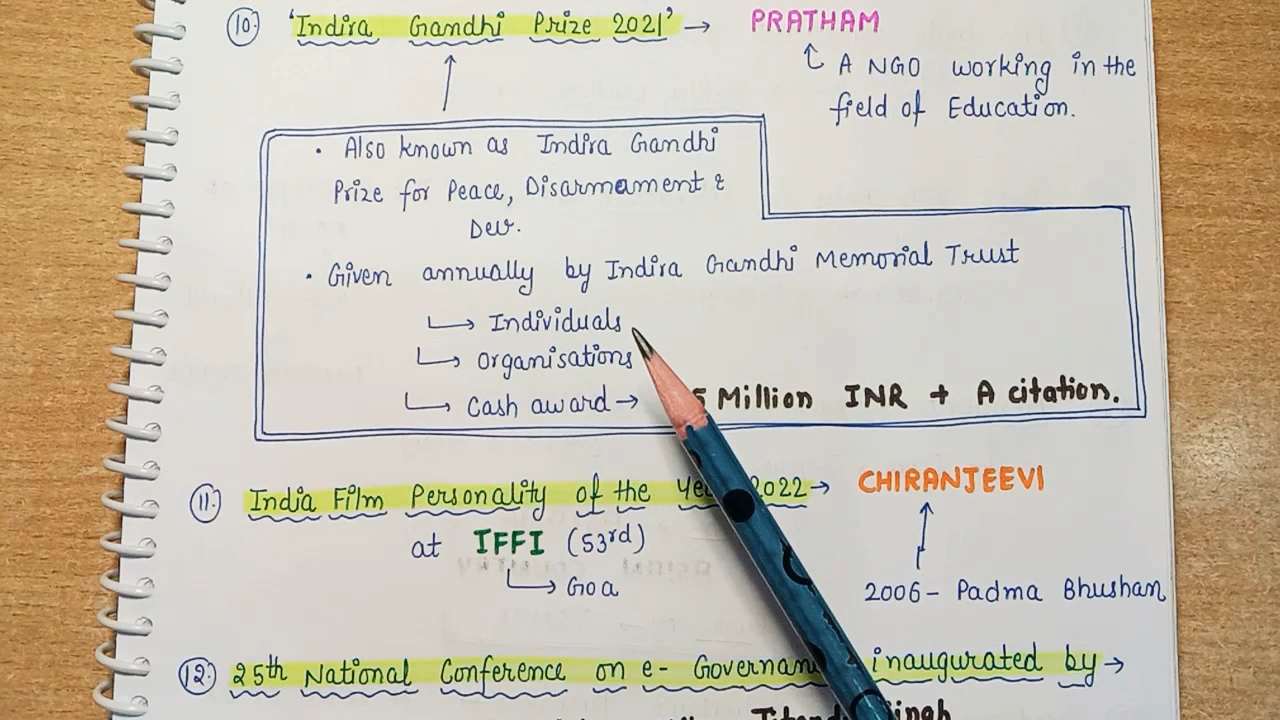 10. 'Indira Gandhi Prize 2021' → PRATHAM
A NGO working in the
field of Education.
• Also known as Indira Gandhi
Prize for Peace, Disarmament &
Dev.
• Given annually by Indira Gandhi Memorial Trust
↳ Individuals
↳ Organisations
↳ Cash award → Million INR + A citation.
11. India Film Personality of the 2022 → CHIRANJEEVI
at IFFI (53rd)
↳ Goa
2006 - Padma Bhushan
12. 25th National Conference on e- inaugurated by →